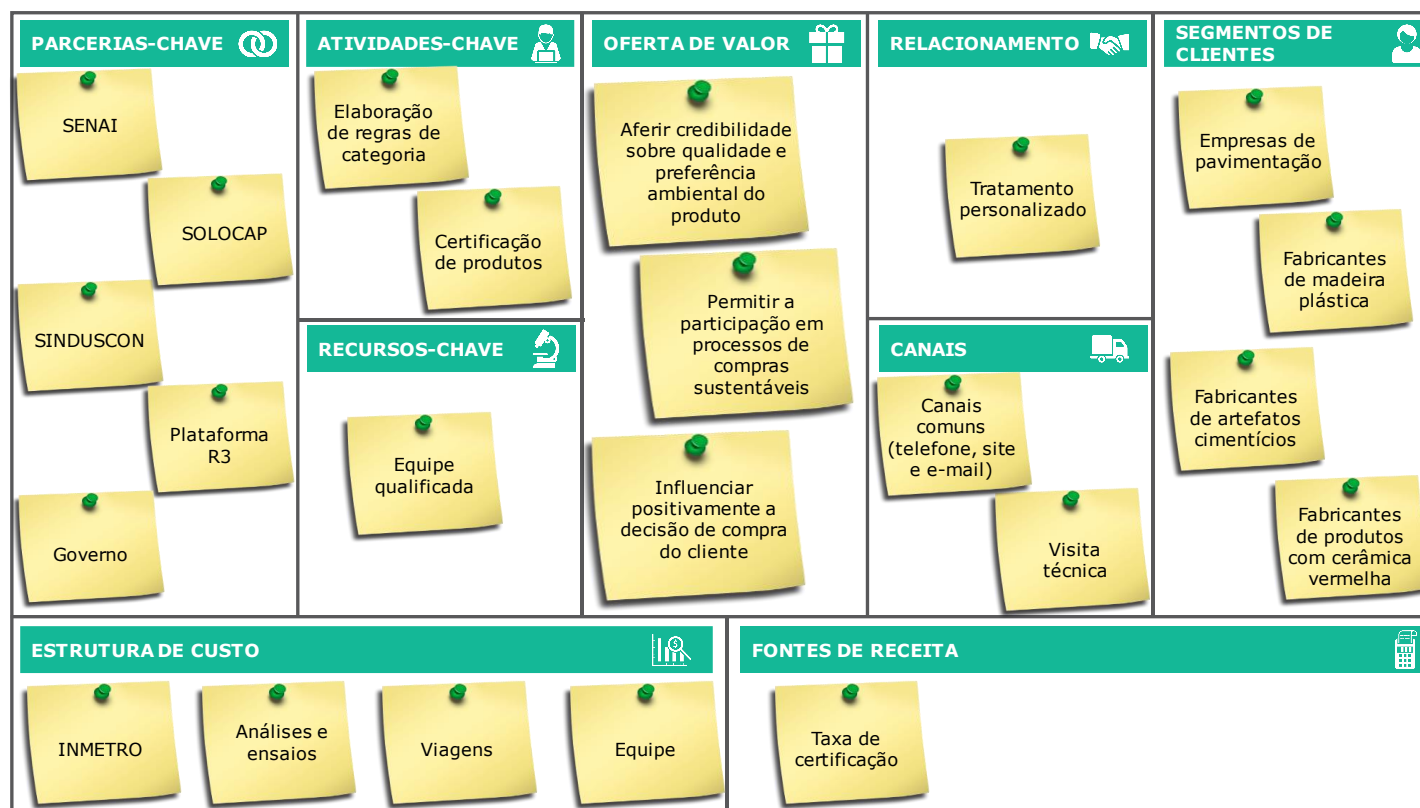 PARCERIAS-CHAVE
SENAI
SOLOCAP
SINDUSCON
Plataforma
R3
Governo
ATIVIDADES-CHAVE
Elaboração
de regras de
categoria
Certificação
de produtos
RECURSOS-CHAVE
Equipe
qualificada
OFERTA DE VALOR
Aferir credibilidade
sobre qualidade e
preferência
ambiental do
produto
Permitir a
participação em
processos de
compras
sustentáveis
Influenciar
positivamente a
decisão de compra
do cliente
RELACIONAMENTO
Tratamento
personalizado
CANAIS
Canais
comuns
(telefone, site
e e-mail)
Visita
técnica
SEGMENTOS DE
CLIENTES
Empresas de
pavimentação
Fabricantes
de madeira
plástica
Fabricantes
de artefatos
cimentícios
Fabricantes
de produtos
com cerâmica
vermelha
ESTRUTURA DE CUSTO
INMETRO
Análises e
ensaios
Viagens
Equipe
FONTES DE RECEITA
Taxa de
certificação